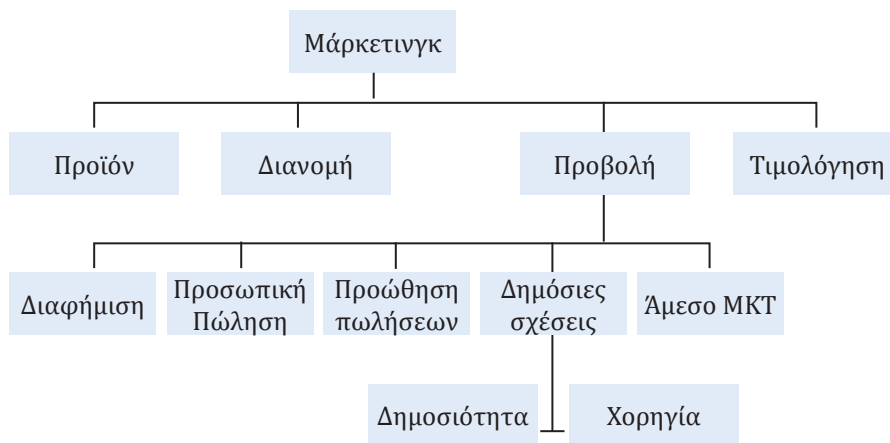 Μάρκετινγκ
Προϊόν
Διανομή
Προβολή
Τιμολόγηση
Διαφήμιση
Προσωπική
Πώληση
Προώθηση
πωλήσεων
Δημόσιες
σχέσεις
Άμεσο ΜΚΤ
Δημοσιότητα
Χορηγία